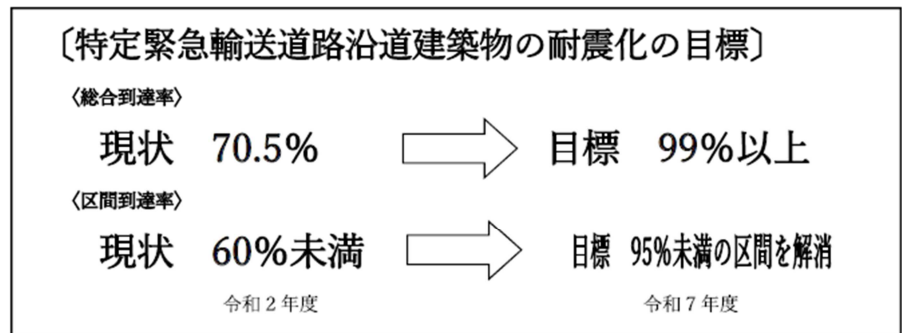 〔特定緊急輸送道路沿道建築物の耐震化の目標〕
〈総合到達率〉
現状 70.5% 目標 99%以上
〈区間到達率〉
現状 60%未満 目標 95%未満の区間を解消
令和2年度 令和7年度